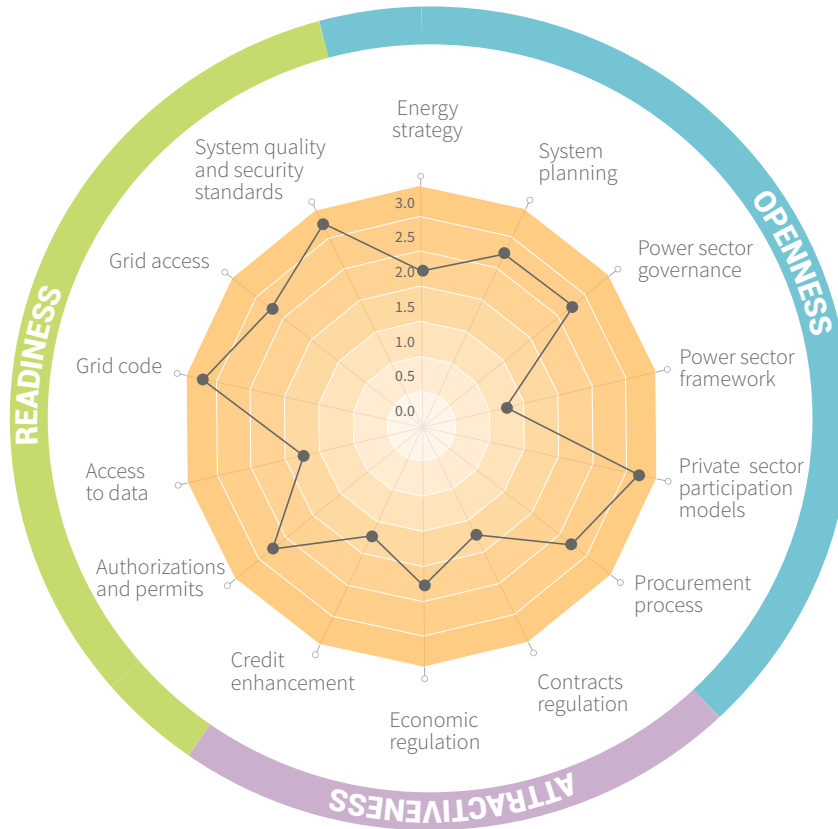 Energy
strategy
System
planning
Power sector
governance
Power sector
framework
Private sector
participation
models
Procurement
process
Contracts
regulation
Economic
regulation
Credit
enhancement
Authorizations
and permits
Access
to data
Grid code
Grid access
System quality
and security
standards
3.0
2.5
2.0
1.5
1.0
0.5
0.0
OPENNESS
ATTRACTIVENESS
READINESS